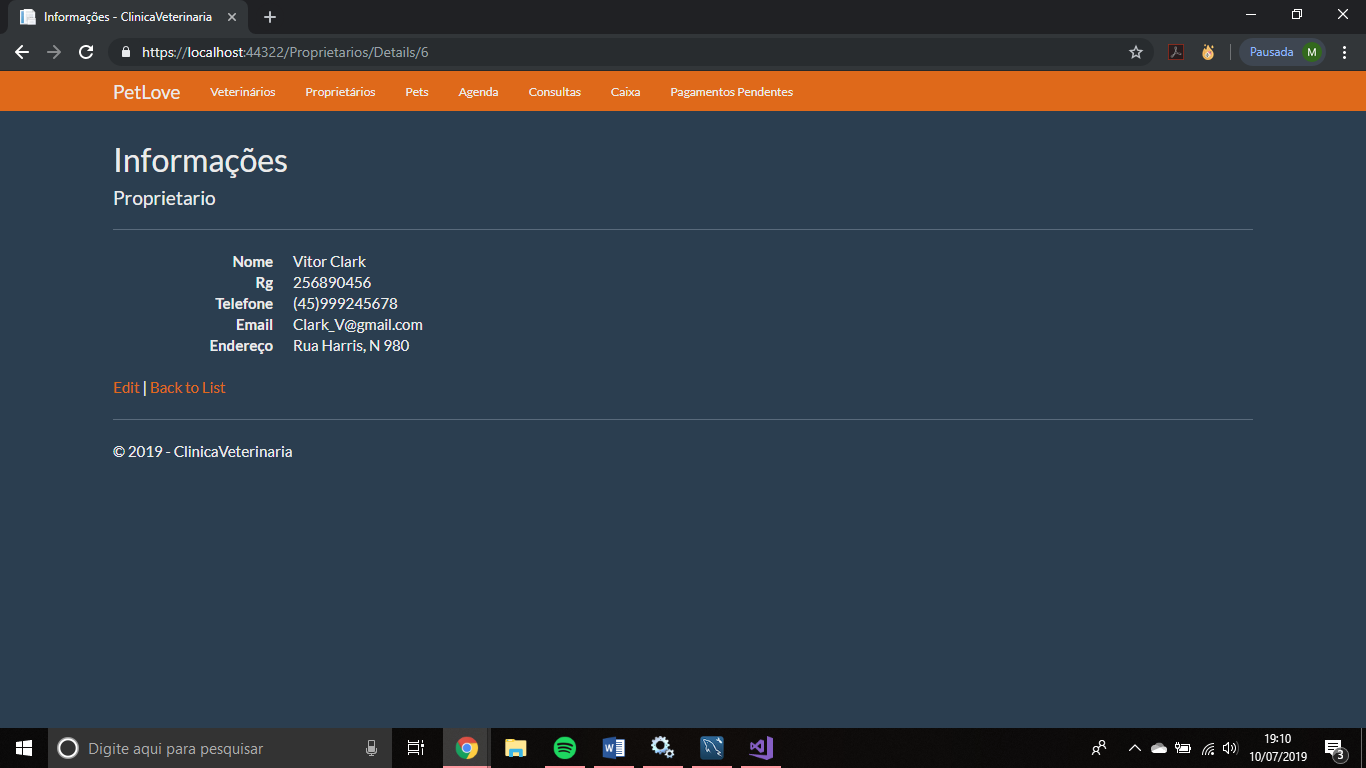 Informações - ClinicaVeterinaria
https://localhost:44322/Proprietarios/Details/6
Pausada M
PetLove Veterinários Proprietários Pets Agenda Consultas Caixa Pagamentos Pendentes
Informações
Proprietario
Nome Vitor Clark
Rg 256890456
Telefone (45)999245678
Email Clark_V@gmail.com
Endereço Rua Harris, N 980
Edit | Back to List
© 2019 - ClinicaVeterinaria
Digite aqui para pesquisar
19:10
10/07/2019
3